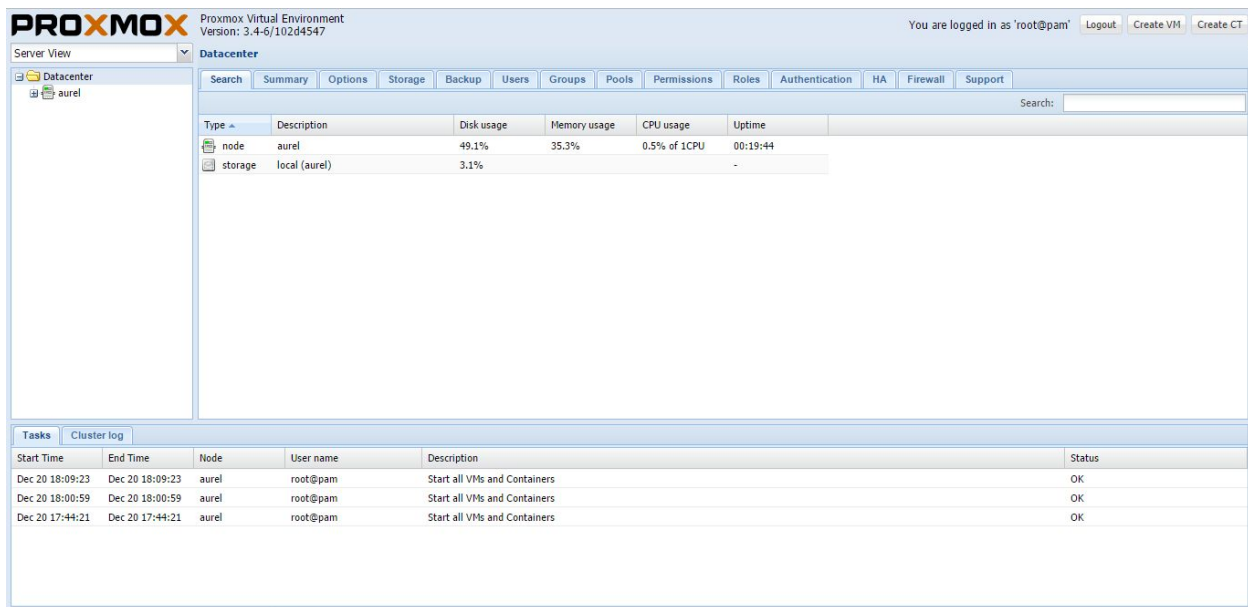 PROXMOX Proxmox Virtual Environment
Version: 3.4-6/102d4547
You are logged in as 'root@pam' Logout Create VM Create CT
Server View
Datacenter
Datacenter
aurel
Search Summary Options Storage Backup Users Groups Pools Permissions Roles Authentication HA Firewall Support
Search:
Type Description Disk usage Memory usage CPU usage Uptime
node aurel 49.1% 35.3% 0.5% of 1CPU 00:19:44
storage local (aurel) 3.1% -
Tasks Cluster log
Start Time End Time Node User name Description Status
Dec 20 18:09:23 Dec 20 18:09:23 aurel root@pam Start all VMs and Containers OK
Dec 20 18:00:59 Dec 20 18:00:59 aurel root@pam Start all VMs and Containers OK
Dec 20 17:44:21 Dec 20 17:44:21 aurel root@pam Start all VMs and Containers OK